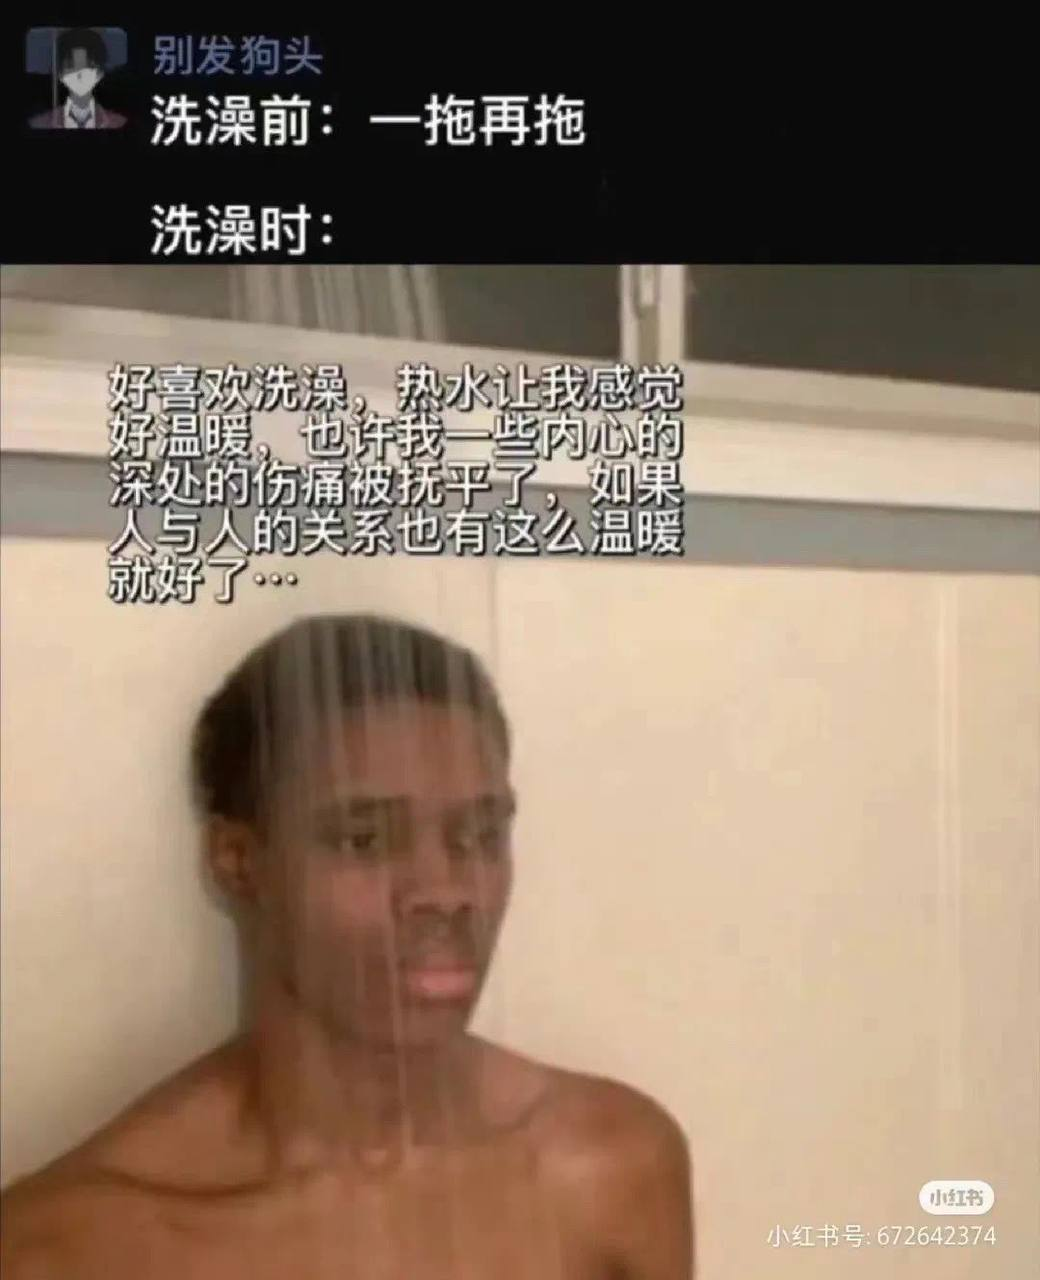 别发狗头
洗澡前：一拖再拖
洗澡时：
好喜欢洗澡，热水让我感觉
好温暖，也许我一些内心的
深处的伤痛被抚平了，如果
人与人的关系也有这么温暖
就好了…
小红书
小红书号: 672642374